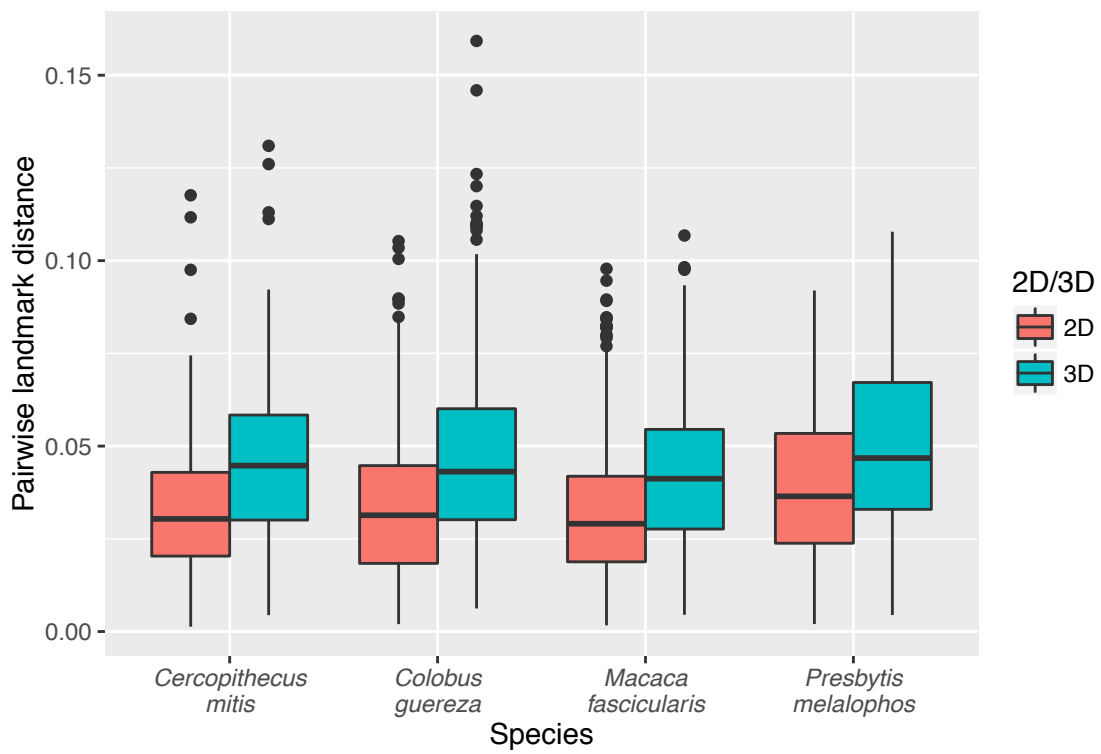 Pairwise landmark distance
0.15
0.10
0.05
0.00
Cercopithecus
mitis
Colobus
guereza
Macaca
fascicularis
Presbytis
melalophos
Species
2D/3D
2D
3D